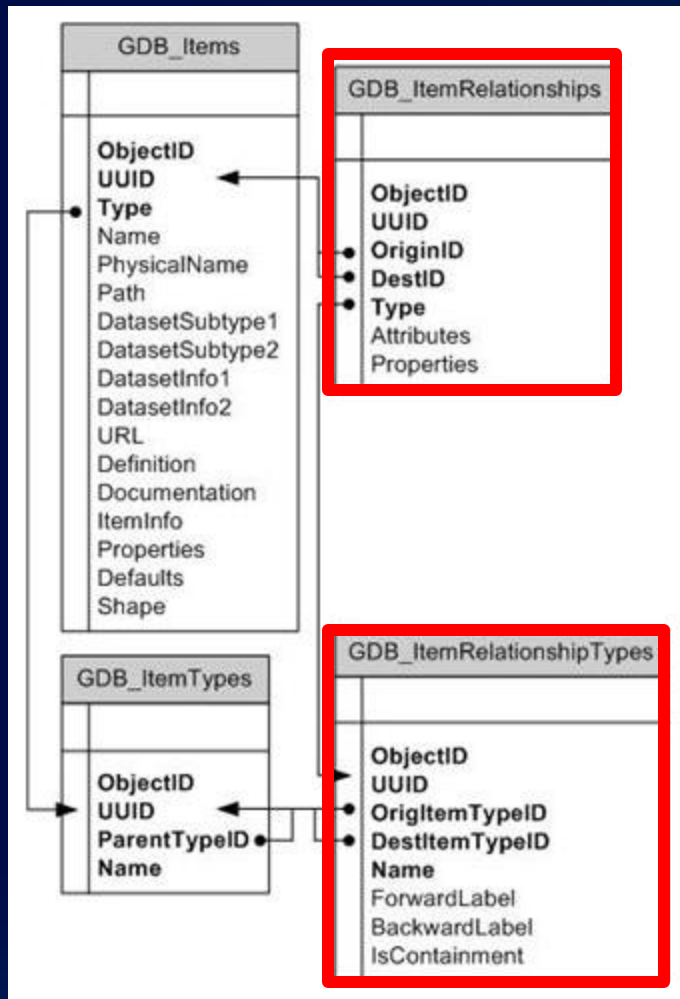 GDB_Items
ObjectID
UUID
Type
Name
PhysicalName
Path
DatasetSubtype1
DatasetSubtype2
DatasetInfo1
DatasetInfo2
URL
Definition
Documentation
ItemInfo
Properties
Defaults
Shape
GDB_ItemRelationships
ObjectID
UUID
OriginID
DestID
Type
Attributes
Properties
GDB_ItemTypes
ObjectID
UUID
ParentTypeID
Name
GDB_ItemRelationshipTypes
ObjectID
UUID
OrigItemTypeID
DestItemTypeID
Name
ForwardLabel
BackwardLabel
IsContainment